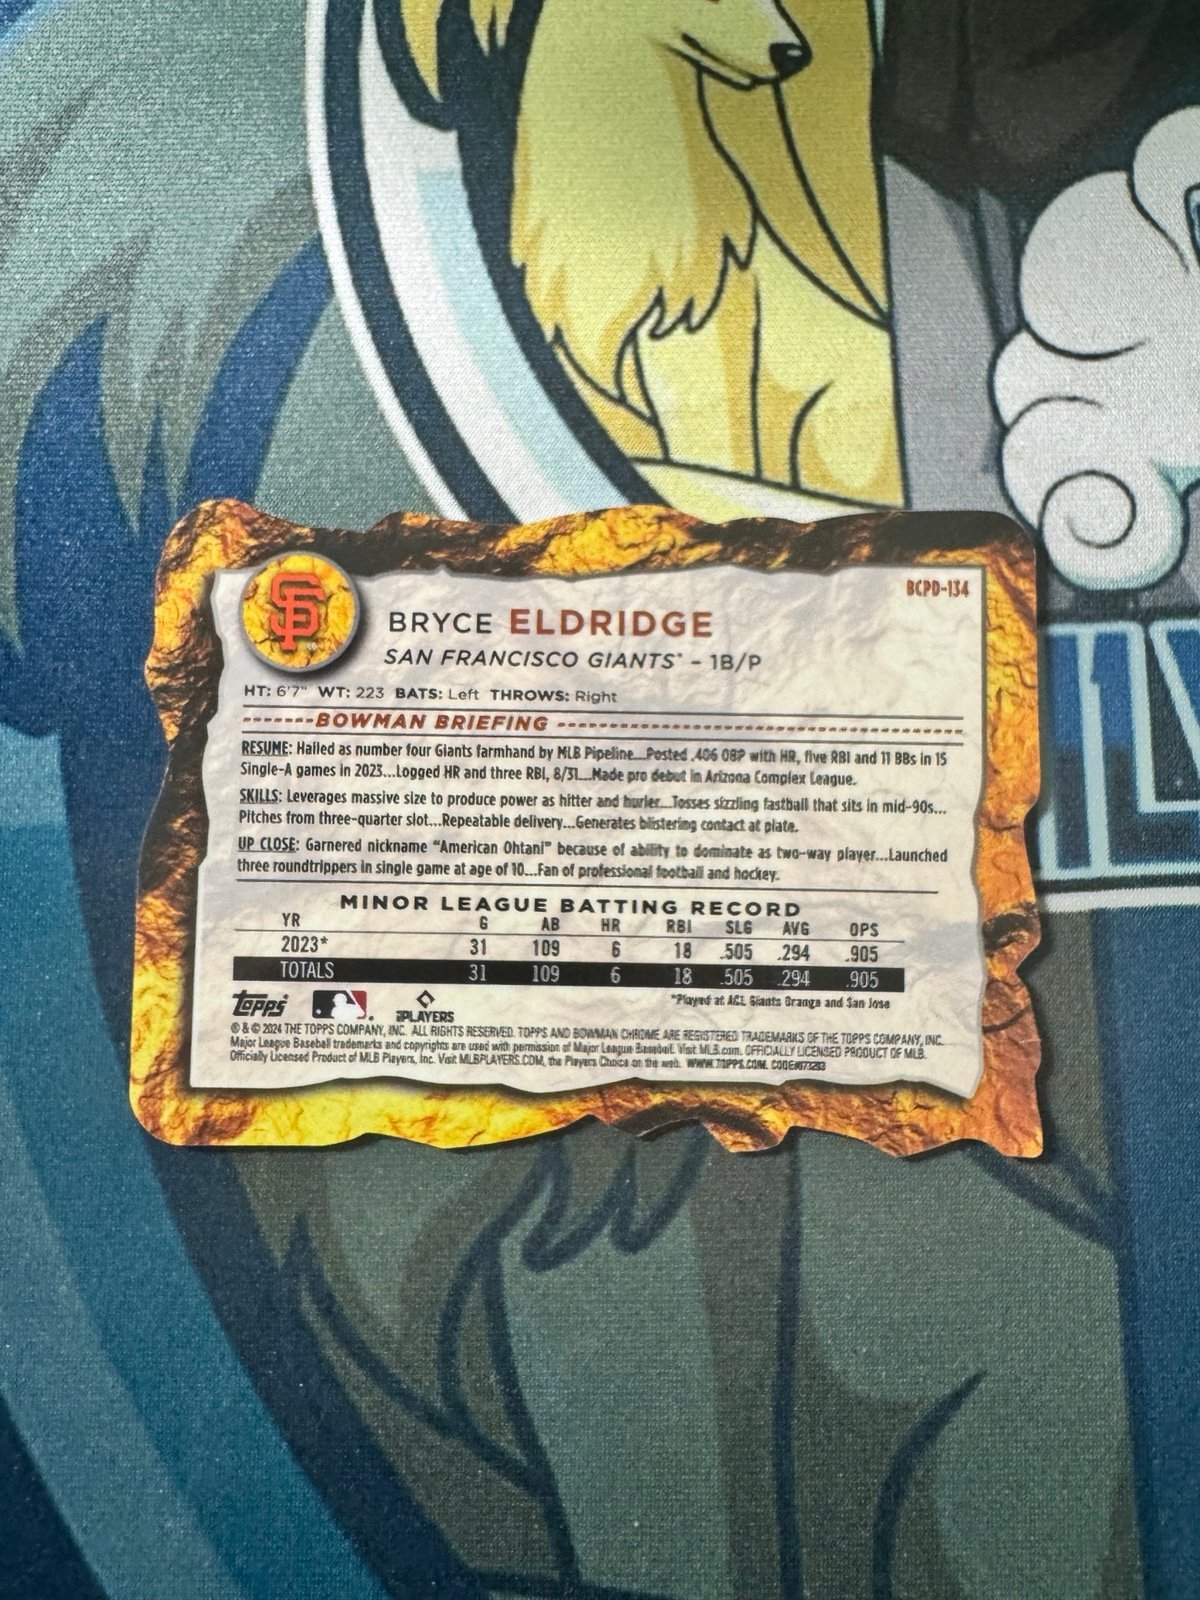 BCPD-134
SF
BRYCE ELDRIDGE
SAN FRANCISCO GIANTS® - 1B/P
HT: 6'7" WT: 223 BATS: Left THROWS: Right
BOWMAN BRIEFING
RESUME: Hailed as number four Giants farmhand by MLB Pipeline...Posted .406 OBP with HR, five RBI and 11 BBs in 15
Single-A games in 2023...Logged HR and three RBI, 8/31...Made pro debut in Arizona Complex League.
SKILLS: Leverages massive size to produce power as hitter and hurler...Tosses sizzling fastball that sits in mid-90s...
Pitches from three-quarter slot...Repeatable delivery...Generates blistering contact at plate.
UP CLOSE: Garnered nickname "American Ohtani" because of ability to dominate as two-way player...Launched
three roundtrippers in single game at age of 10...Fan of professional football and hockey.
MINOR LEAGUE BATTING RECORD
YR G AB HR RBI SLG AVG OPS
2023* 31 109 6 18 .505 .294 .905
TOTALS 31 109 6 18 .505 .294 .905
*Played at ACL Giants Orange and San Jose
Topps PLAYERS
® & © 2024 THE TOPPS COMPANY, INC. ALL RIGHTS RESERVED. TOPPS AND BOWMAN CHROME ARE REGISTERED TRADEMARKS OF THE TOPPS COMPANY, INC.
Major League Baseball trademarks and copyrights are used with permission of Major League Baseball. Visit MLB.com. OFFICIALLY LICENSED PRODUCT OF MLB.
Officially Licensed Product of MLB Players, Inc. Visit MLBPLAYERS.COM, the Players Choice on the web. WWW.TOPPS.COM. CODE#073283